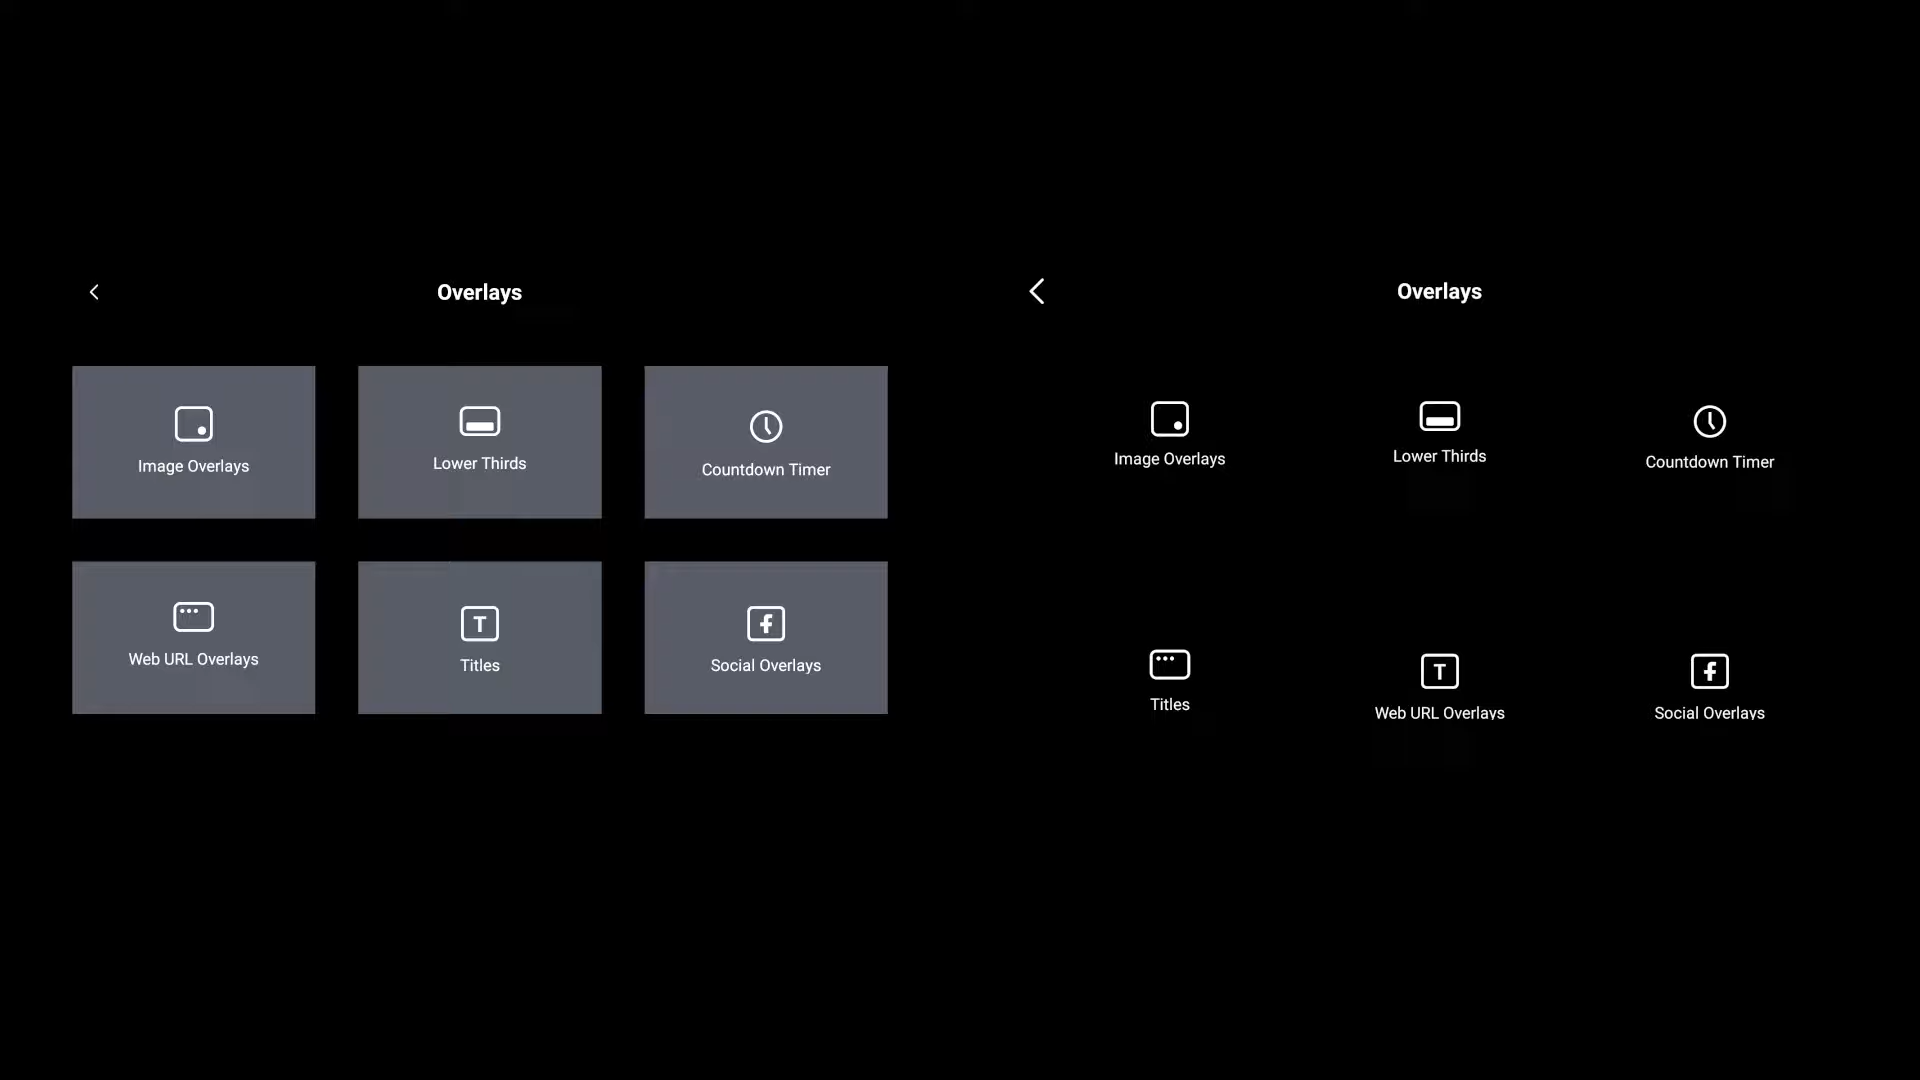 Overlays
Image Overlays
Lower Thirds
Countdown Timer
Web URL Overlays
T
Titles
f
Social Overlays
Overlays
Image Overlays
Lower Thirds
Countdown Timer
Titles
T
Web URL Overlays
f
Social Overlays